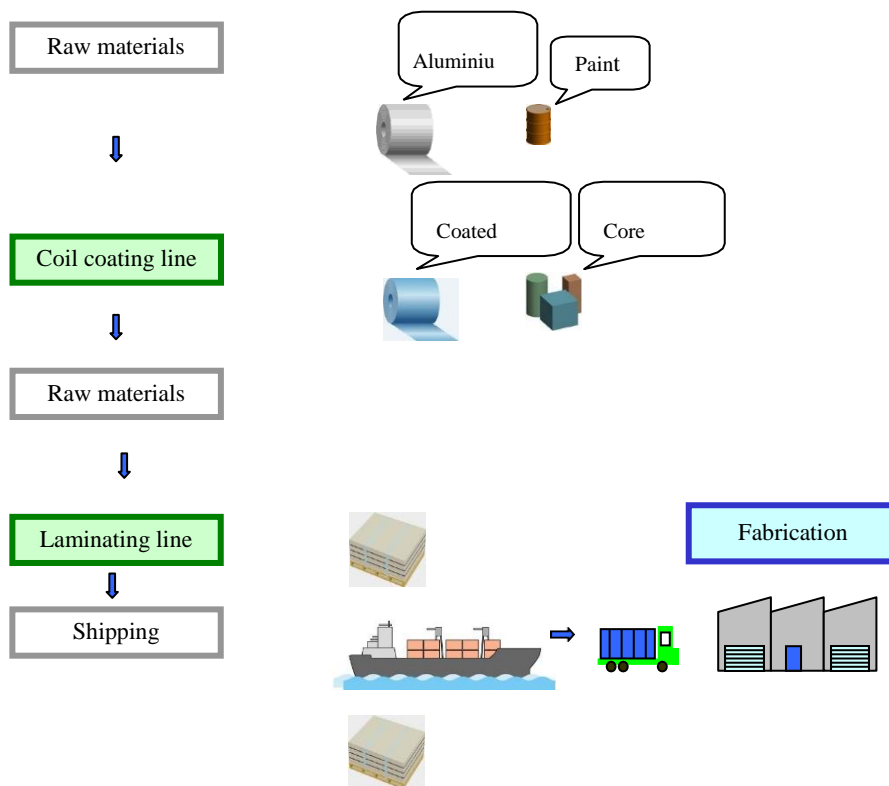 Raw materials
Aluminiu
Paint
Coil coating line
Coated
Core
Raw materials
Laminating line
Fabrication
Shipping